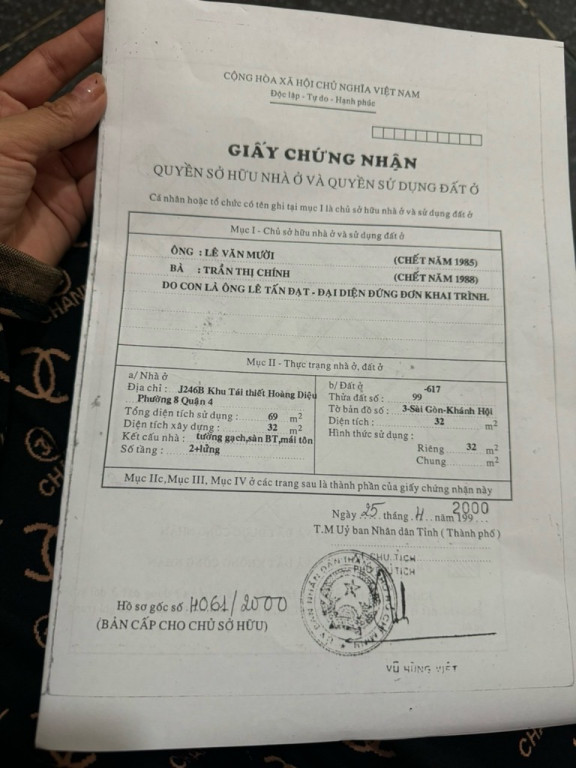 CỘNG HÒA XÃ HỘI CHỦ NGHĨA VIỆT NAM
Độc lập - Tự do - Hạnh phúc
GIẤY CHỨNG NHẬN
QUYỀN SỞ HỮU NHÀ Ở VÀ QUYỀN SỬ DỤNG ĐẤT Ở
Cá nhân hoặc tổ chức có tên ghi tại mục I là chủ sở hữu nhà ở và sử dụng đất ở
Mục I - Chủ sở hữu nhà ở và sử dụng đất ở
ÔNG : LÊ VĂN MƯỜI (CHẾT NĂM 1985)
BÀ : TRẦN THỊ CHÍNH (CHẾT NĂM 1988)
DO CON LÀ ÔNG LÊ TẤN ĐẠT - ĐẠI DIỆN ĐỨNG ĐƠN KHAI TRÌNH.
Mục II - Thực trạng nhà ở, đất ở
a/ Nhà ở
Địa chỉ : J246B Khu Tái thiết Hoàng Diệu
Phường 8 Quận 4
Tổng diện tích sử dụng : 69 m²
Diện tích xây dựng : 32 m²
Kết cấu nhà : tường gạch,sàn BT,mái tôn
Số tầng : 2+lửng
b/ Đất ở -617
Thửa đất số : 99
Tờ bản đồ số : 3-Sài Gòn-Khánh Hội
Diện tích : 32 m²
Hình thức sử dụng :
Riêng 32 m²
Chung m²
Mục IIc,Mục III, Mục IV ở các trang sau là thành phần của giấy chứng nhận này
Ngày 25 tháng 4 năm 199 2000
T.M Uỷ ban Nhân dân Tỉnh ( Thành phố )
CHỦ TỊCH
TỊCH
Hồ sơ gốc số 4061/2000
(BẢN CẤP CHO CHỦ SỞ HỮU)
VŨ HÙNG VIỆT
CHANEL